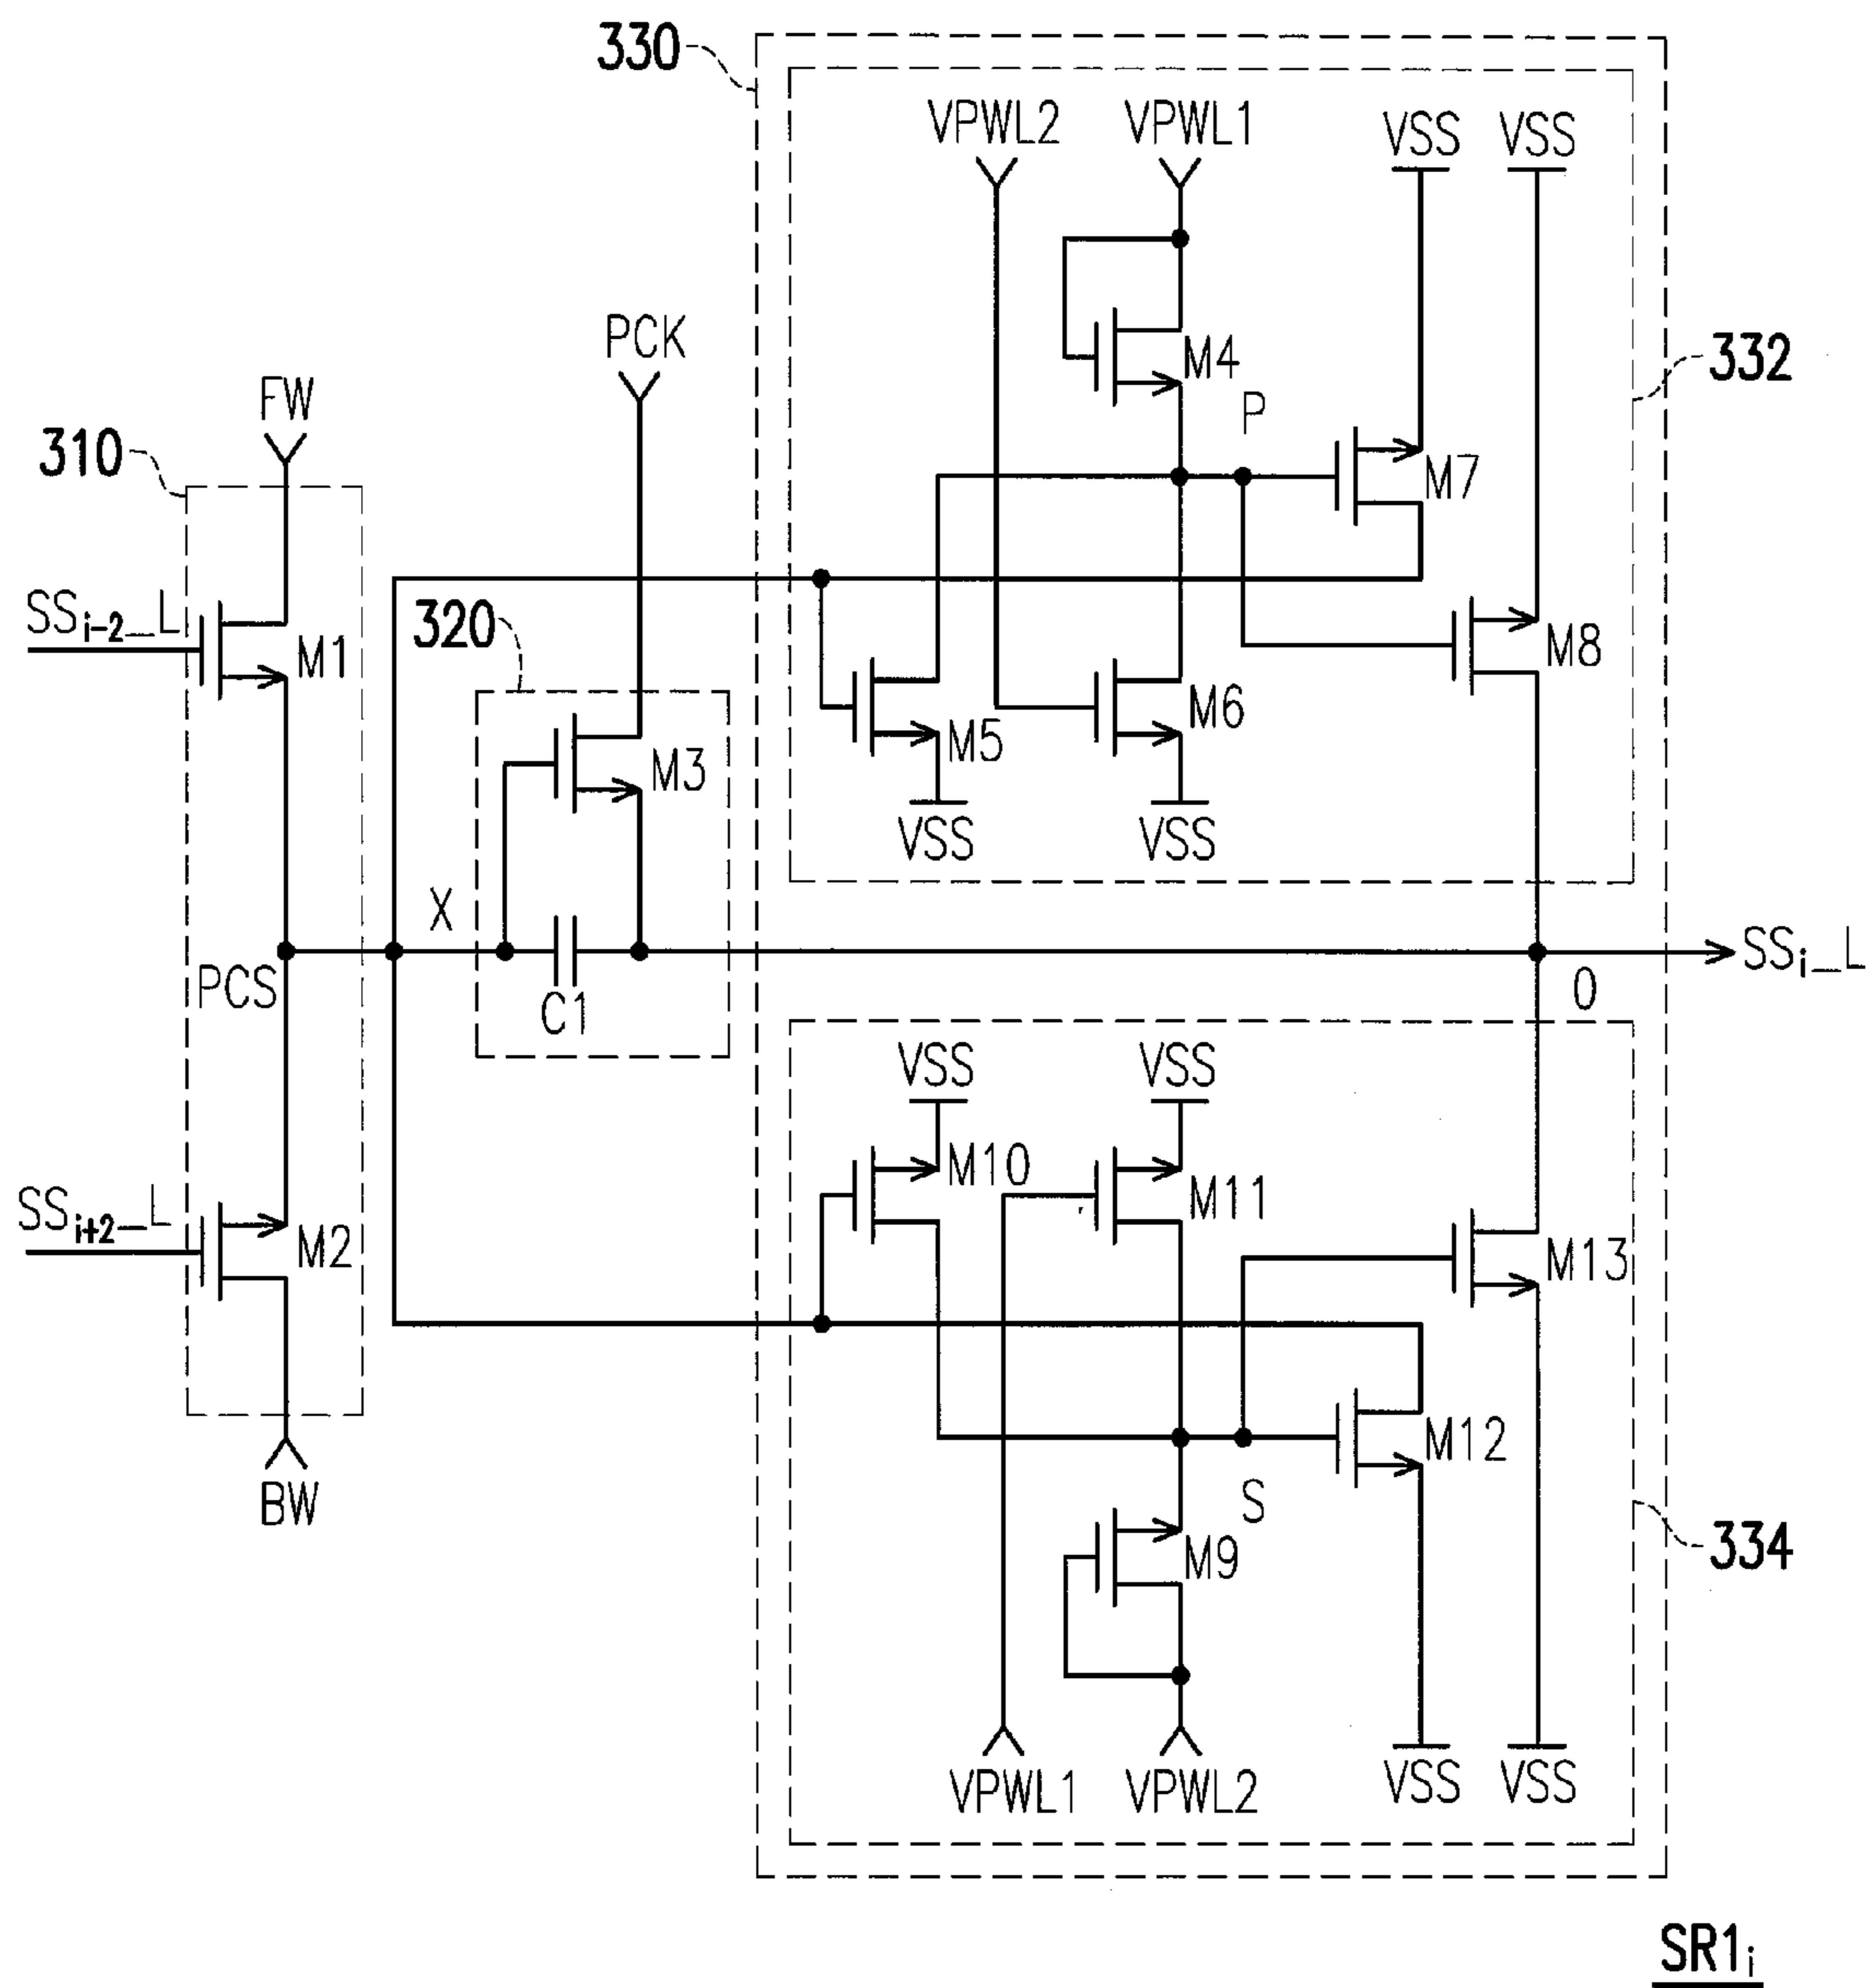 330
VPWL2 VPWL1 VSS VSS
PCK
M4
332
FW
P
310
M7
SSi-2_L
320
M1
M8
M3
M5
M6
VSS VSS
X
SSi_L
PCS
C1
O
VSS VSS
M10
M11
SSi+2_L
M2
M13
M12
BW
S
M9
334
VPWL1 VPWL2 VSS VSS
SR1i